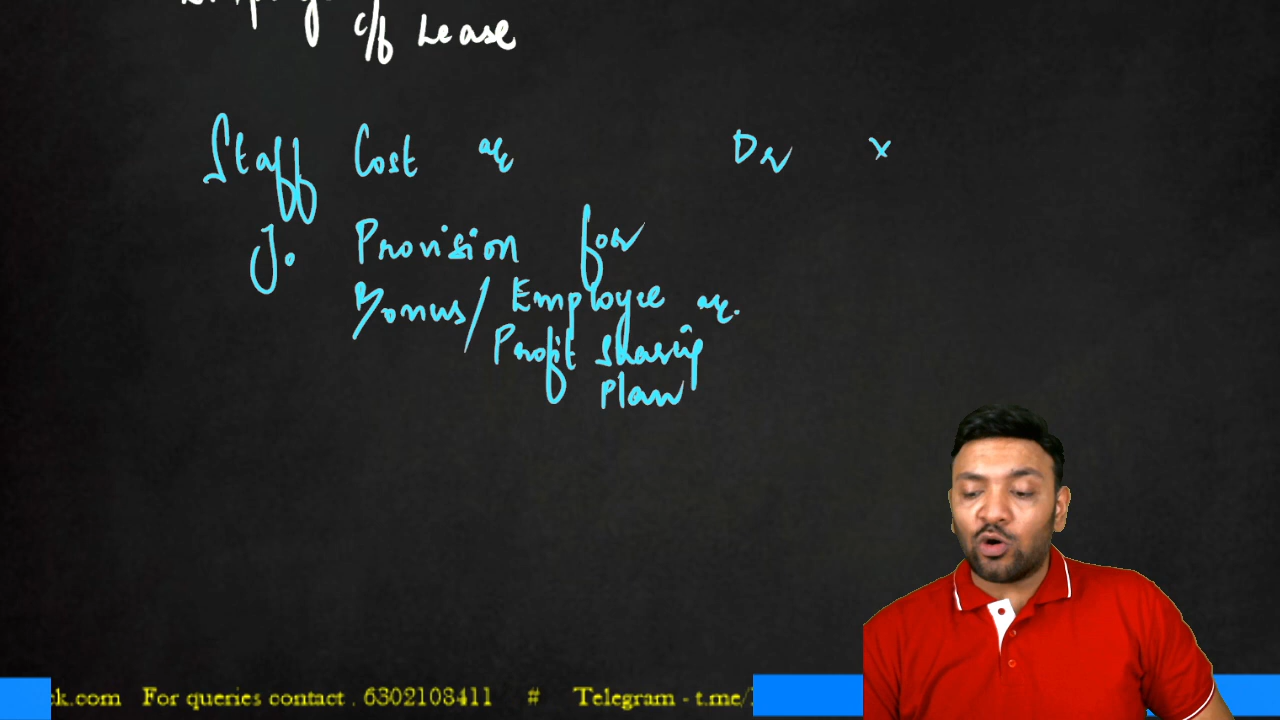 c/f Lease
Staff Cost a/c Dr x
To Provision for
Bonus/ Employee a/c.
Profit Sharing
Plan
ck.com For queries contact . 6302108411 # Telegram - t.me/